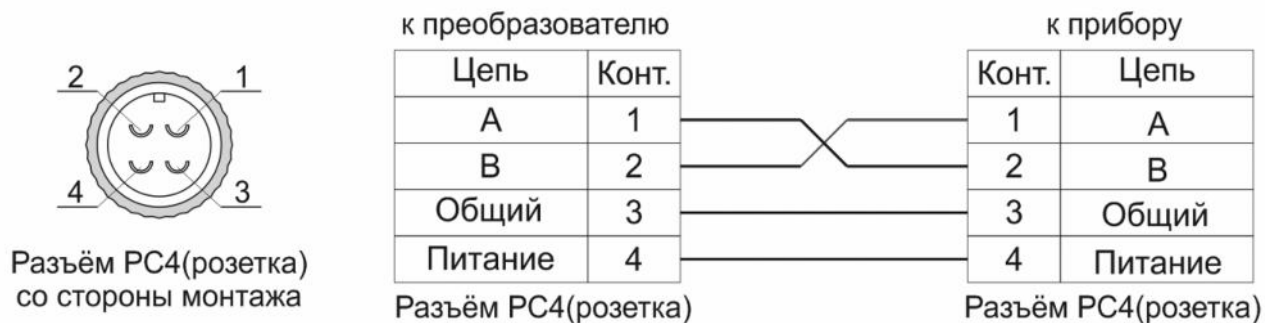 2 1
4 3
Разъём РС4(розетка)
со стороны монтажа
к преобразователю
Цепь Конт.
А 1
В 2
Общий 3
Питание 4
Разъём РС4(розетка)
к прибору
Конт. Цепь
1 А
2 В
3 Общий
4 Питание
Разъём РС4(розетка)